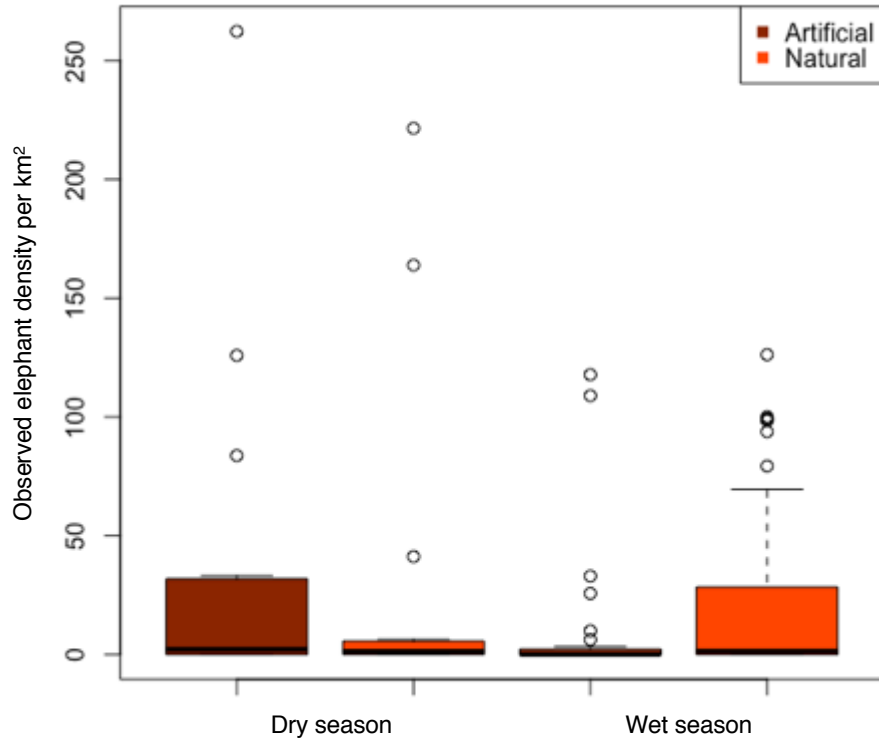 Artificial
Natural
Observed elephant density per km²
250
200
150
100
50
0
Dry season
Wet season